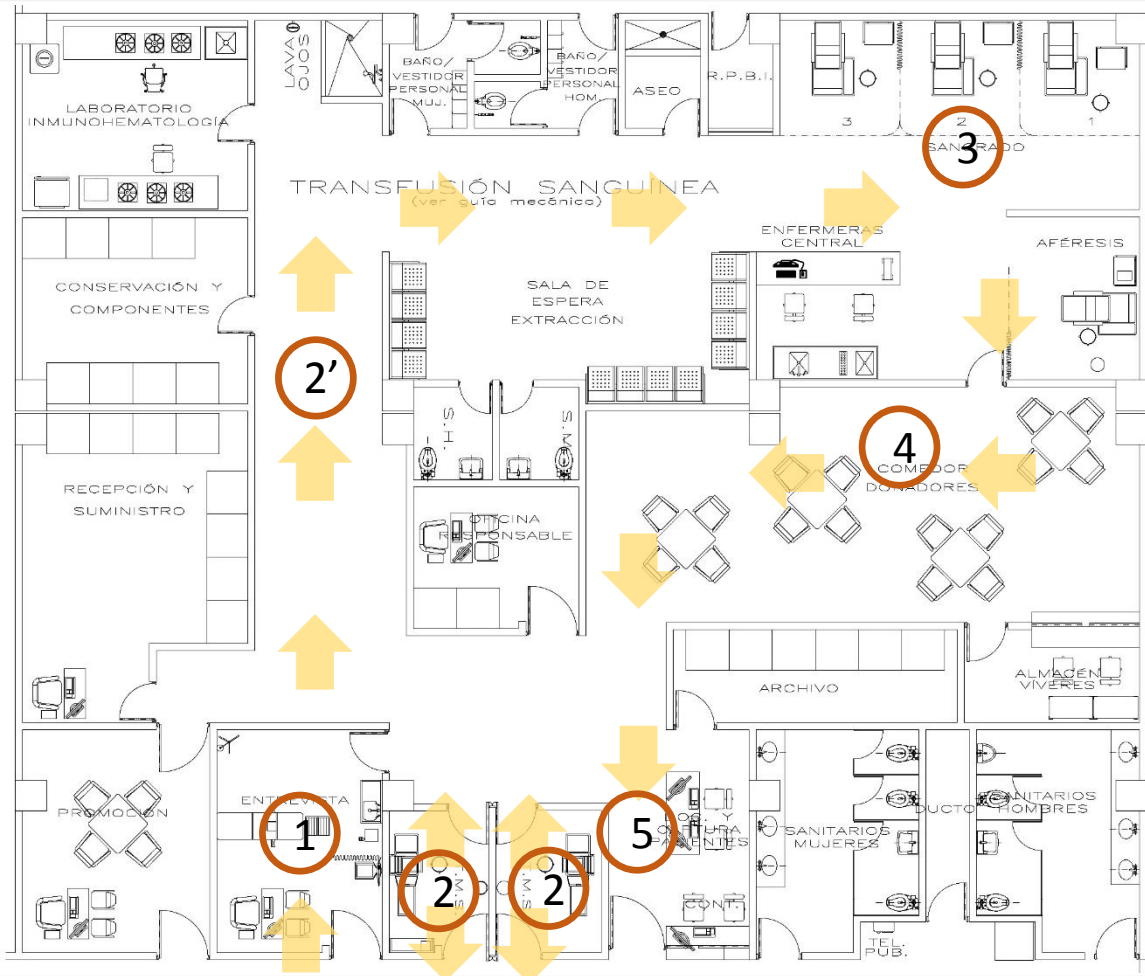 LAVA
OJOS
BAÑO/
VESTIDOR
PERSONAL
MUJ.
BAÑO/
VESTIDOR
PERSONAL
HOM.
ASEO
R.P.B.I.
3
2
1
SANGRADO
3
LABORATORIO
INMUNOHEMATOLOGÍA
TRANSFUSIÓN SANGUÍNEA
(ver guía mecánica)
ENFERMERAS
CENTRAL
AFÉRESIS
CONSERVACIÓN Y
COMPONENTES
SALA DE
ESPERA
EXTRACCIÓN
2’
S.H.
S.M.
4
COMEDOR
DONADORES
RECEPCIÓN Y
SUMINISTRO
OFICINA
RESPONSABLE
ARCHIVO
ALMACÉN
VÍVERES
PROMOCIÓN
ENTREVISTA
1
2
.M.S.
2
.M.S.
5
CONT.
SANITARIOS
MUJERES
DUCTO
SANITARIOS
HOMBRES
TEL.
PUB.